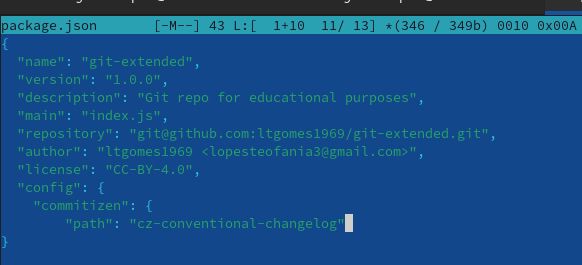 package.json [-M--] 43 L:[ 1+10 11/ 13] *(346 / 349b) 0010 0x00A
{
  "name": "git-extended",
  "version": "1.0.0",
  "description": "Git repo for educational purposes",
  "main": "index.js",
  "repository": "git@github.com:ltgomes1969/git-extended.git",
  "author": "ltgomes1969 <lopesteofania3@gmail.com>",
  "license": "CC-BY-4.0",
  "config": {
    "commitizen": {
        "path": "cz-conventional-changelog"
}